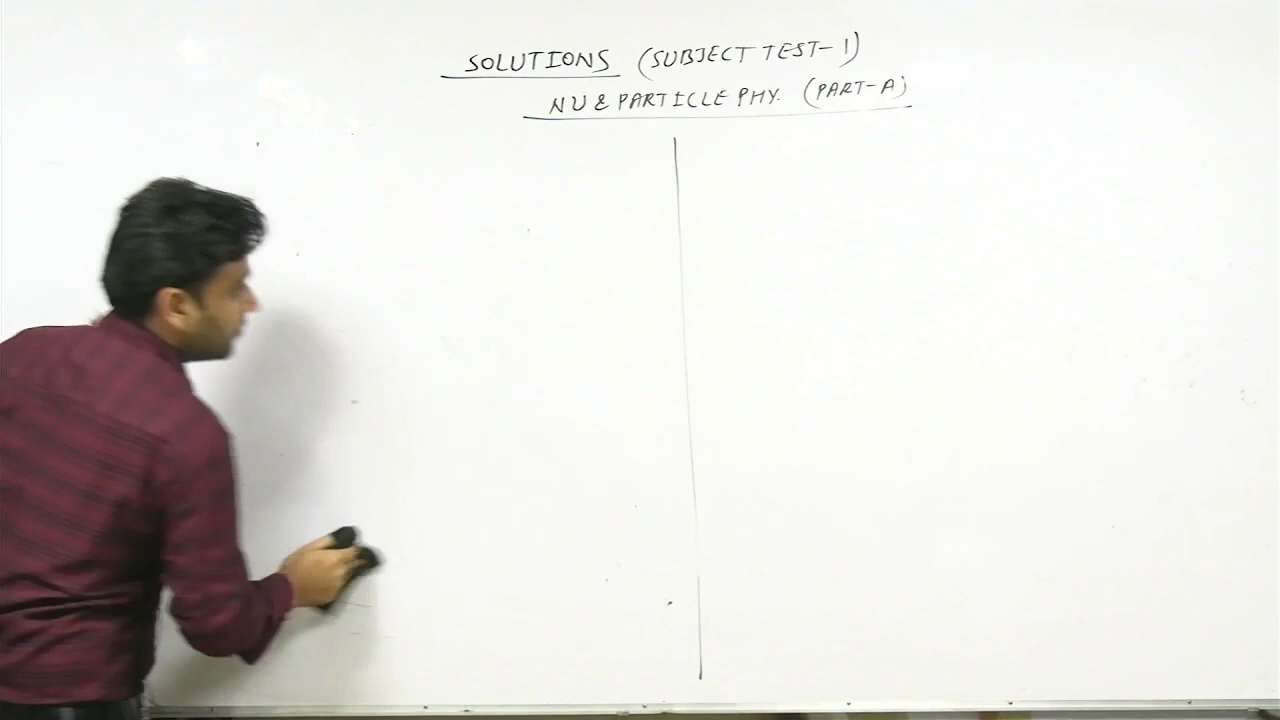 SOLUTIONS (SUBJECT TEST-1)
NU & PARTICLE PHY. (PART-A)